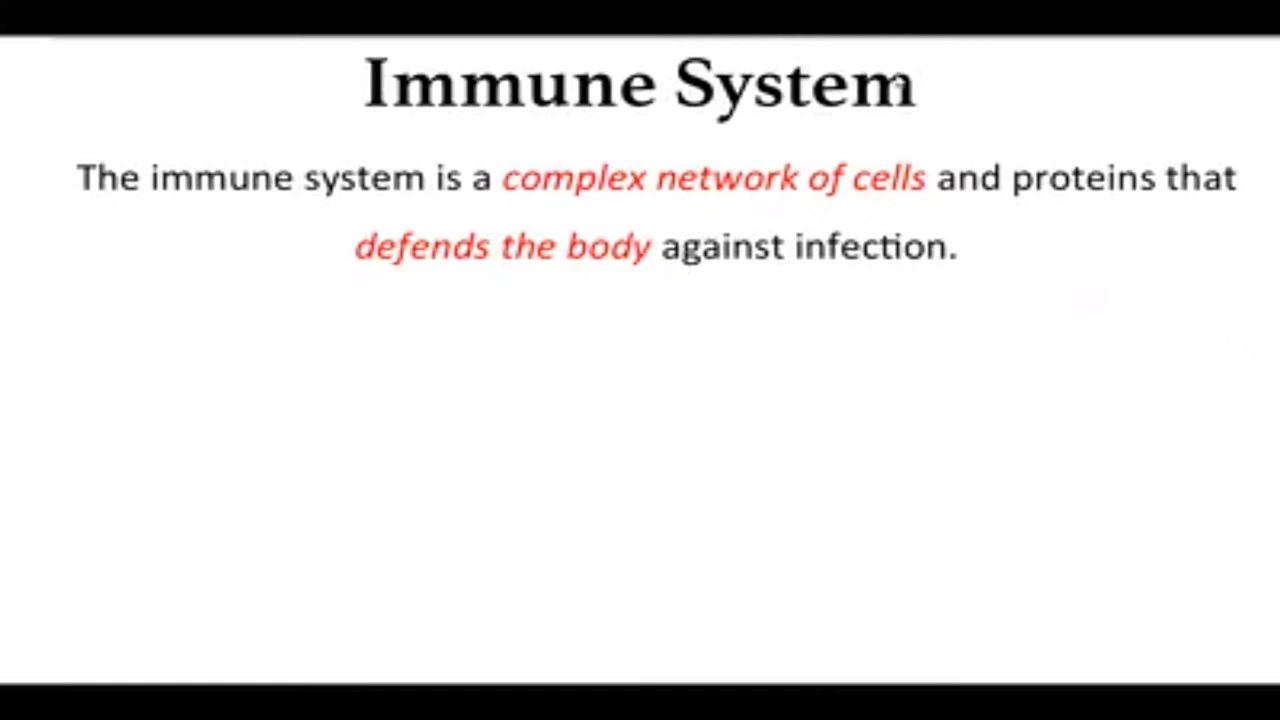 Immune System
The immune system is a complex network of cells and proteins that
defends the body against infection.